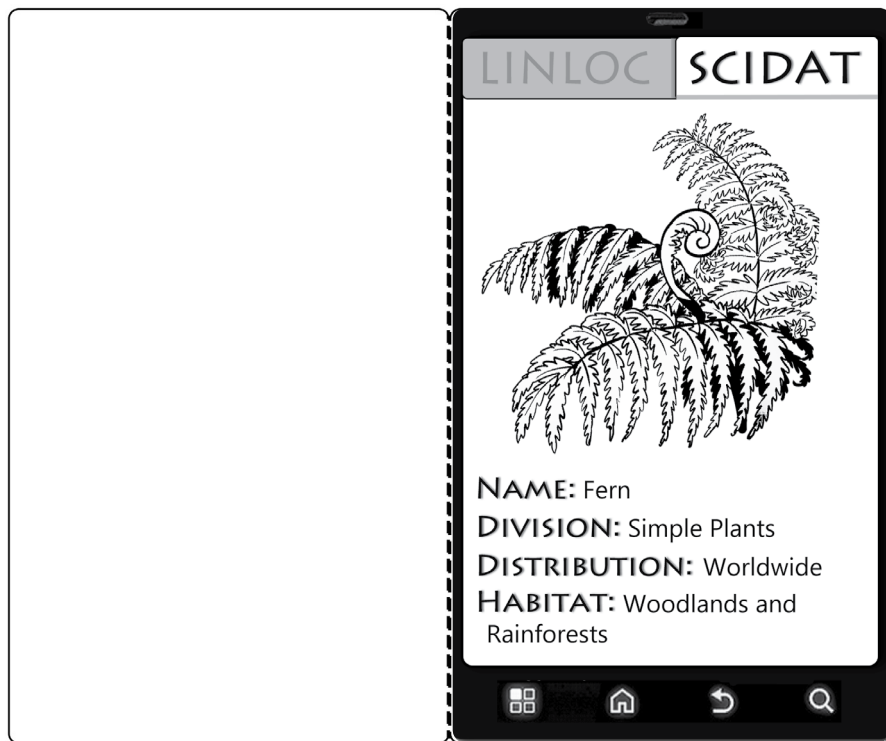 LINLOC SCIDAT
NAME: Fern
DIVISION: Simple Plants
DISTRIBUTION: Worldwide
HABITAT: Woodlands and
Rainforests